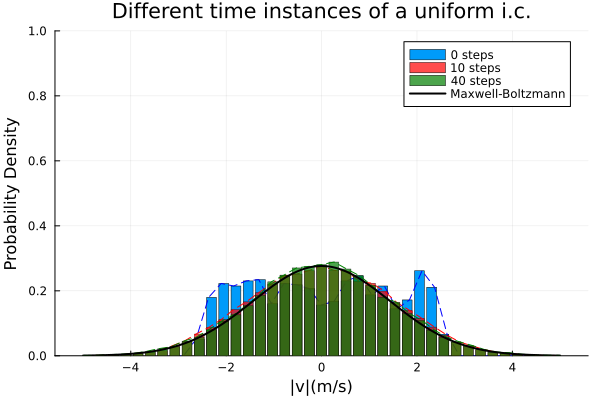 Different time instances of a uniform i.c.
Probability Density
1.0
0.8
0.6
0.4
0.2
0.0
0 steps
10 steps
40 steps
Maxwell-Boltzmann
−4
−2
0
2
4
|v|(m/s)